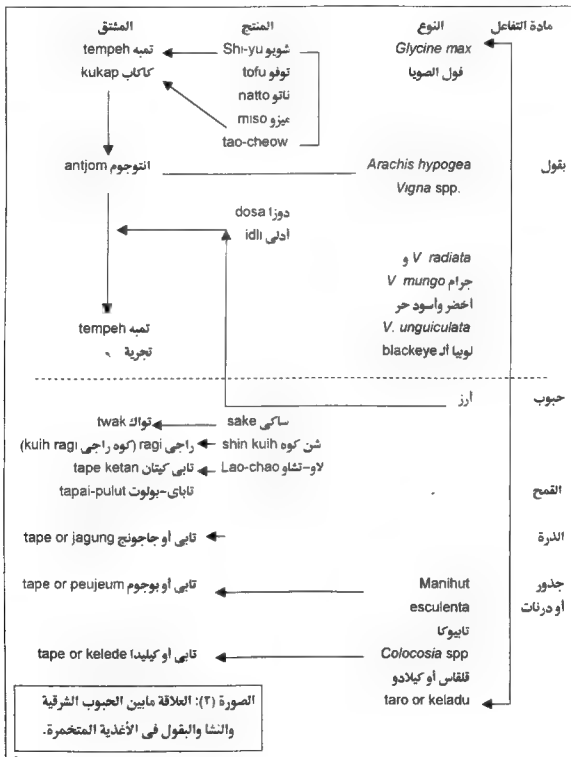 مادة التفاعل النوع المنتج المشتق
Glycine max شويو Shi-yu تمبه tempeh
فول الصويا توفو tofu كاكاب kukap
ناتو natto
ميزو miso
tao-cheow
بقول Arachis hypogea انتوجوم antjom
Vigna spp.
دوزا dosa
أدلى idli
V radiata و
جرام V mungo
اخضر واسود حر
V. unguiculata تمبه tempeh
لوبيا ألـ blackeye تجربة
حبوب أرز
ساكي sake تواك twak
شن كوه shin kuih راجي ragi (كوه راجي kuih ragi)
لاو-تشاو Lao-chao تابي كيتان tape ketan
القمح تاباي-بولوت tapai-pulut
الذرة تابي أو جاجونج tape or jagung
جذور Manihut تابي أو بوجوم tape or peujeum
أو درنات esculenta
تابيوكا
Colocosia spp تابي أو كيليدا tape or kelede
قلقاس أو كيلادو
taro or keladu
الصورة (٣): العلاقة مابين الحبوب الشرقية
والنشا والبقول فى الأغذية المتخمرة.